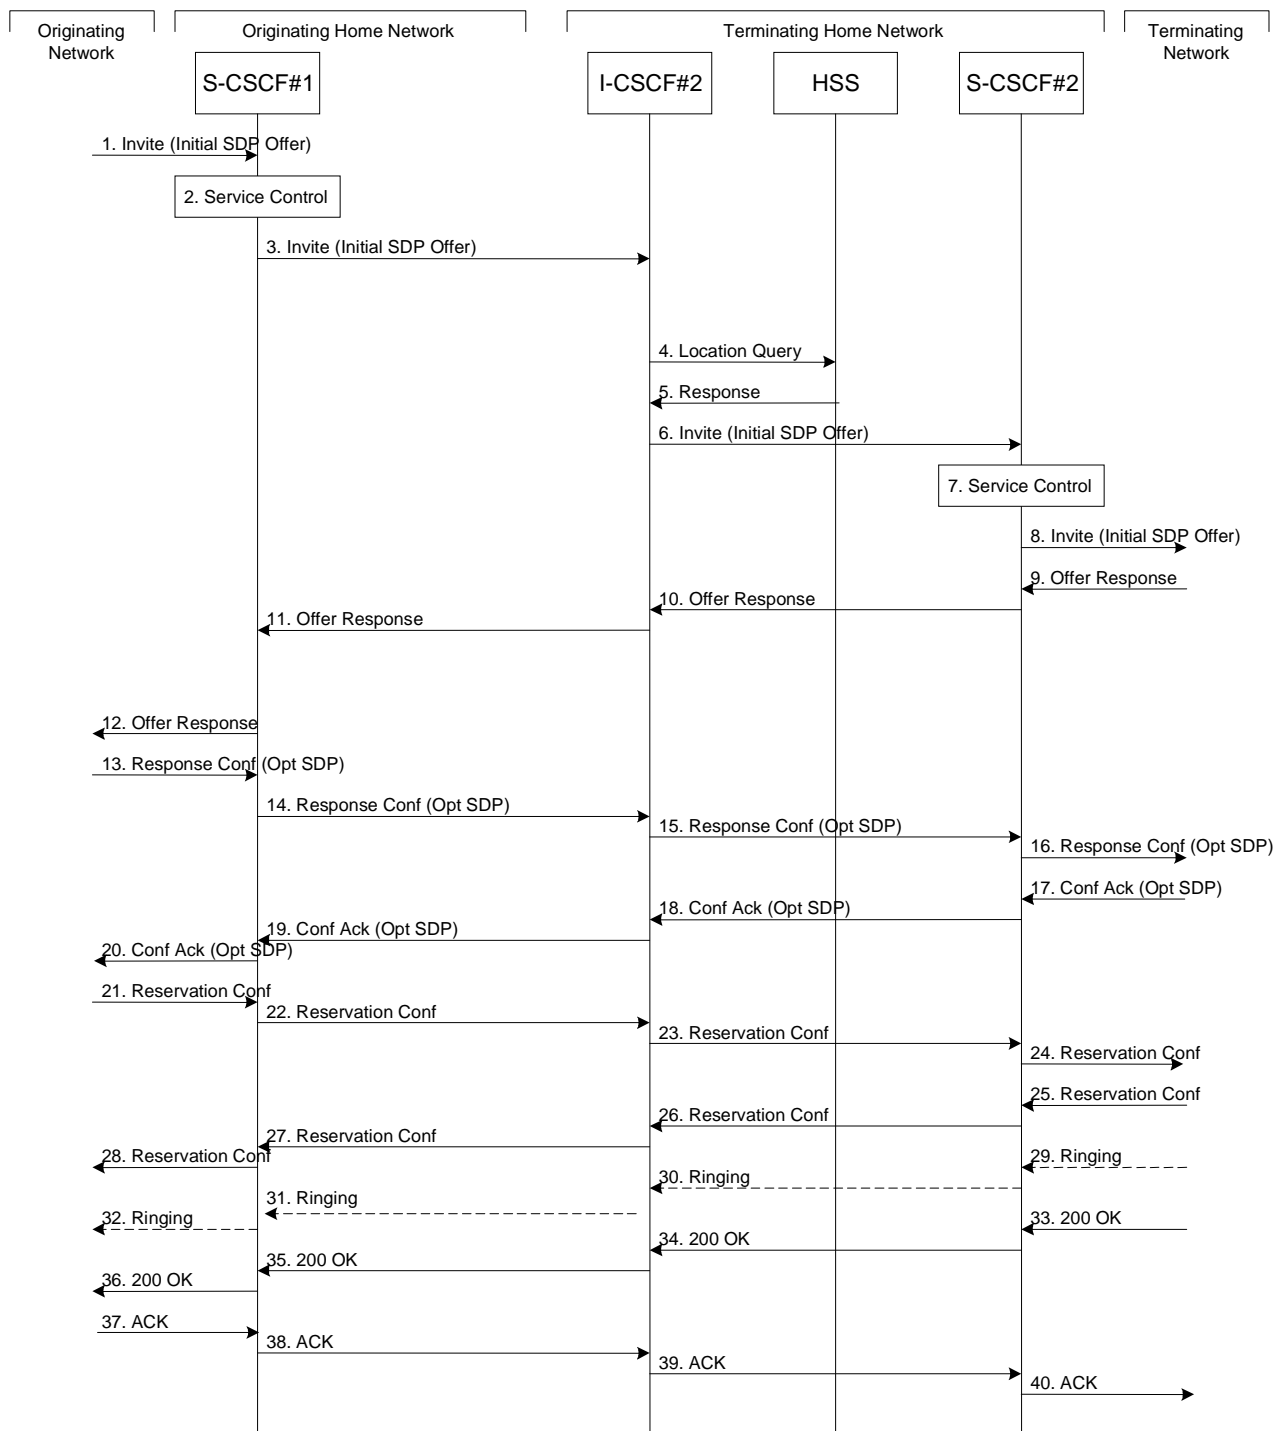 Originating
Network
Originating Home Network
Terminating Home Network
Terminating
Network
S-CSCF#1
I-CSCF#2
HSS
S-CSCF#2
1. Invite (Initial SDP Offer)
2. Service Control
3. Invite (Initial SDP Offer)
4. Location Query
5. Response
6. Invite (Initial SDP Offer)
7. Service Control
8. Invite (Initial SDP Offer)
9. Offer Response
10. Offer Response
11. Offer Response
12. Offer Response
13. Response Conf (Opt SDP)
14. Response Conf (Opt SDP)
15. Response Conf (Opt SDP)
16. Response Conf (Opt SDP)
17. Conf Ack (Opt SDP)
18. Conf Ack (Opt SDP)
19. Conf Ack (Opt SDP)
20. Conf Ack (Opt SDP)
21. Reservation Conf
22. Reservation Conf
23. Reservation Conf
24. Reservation Conf
25. Reservation Conf
26. Reservation Conf
27. Reservation Conf
28. Reservation Conf
29. Ringing
30. Ringing
31. Ringing
32. Ringing
33. 200 OK
34. 200 OK
35. 200 OK
36. 200 OK
37. ACK
38. ACK
39. ACK
40. ACK